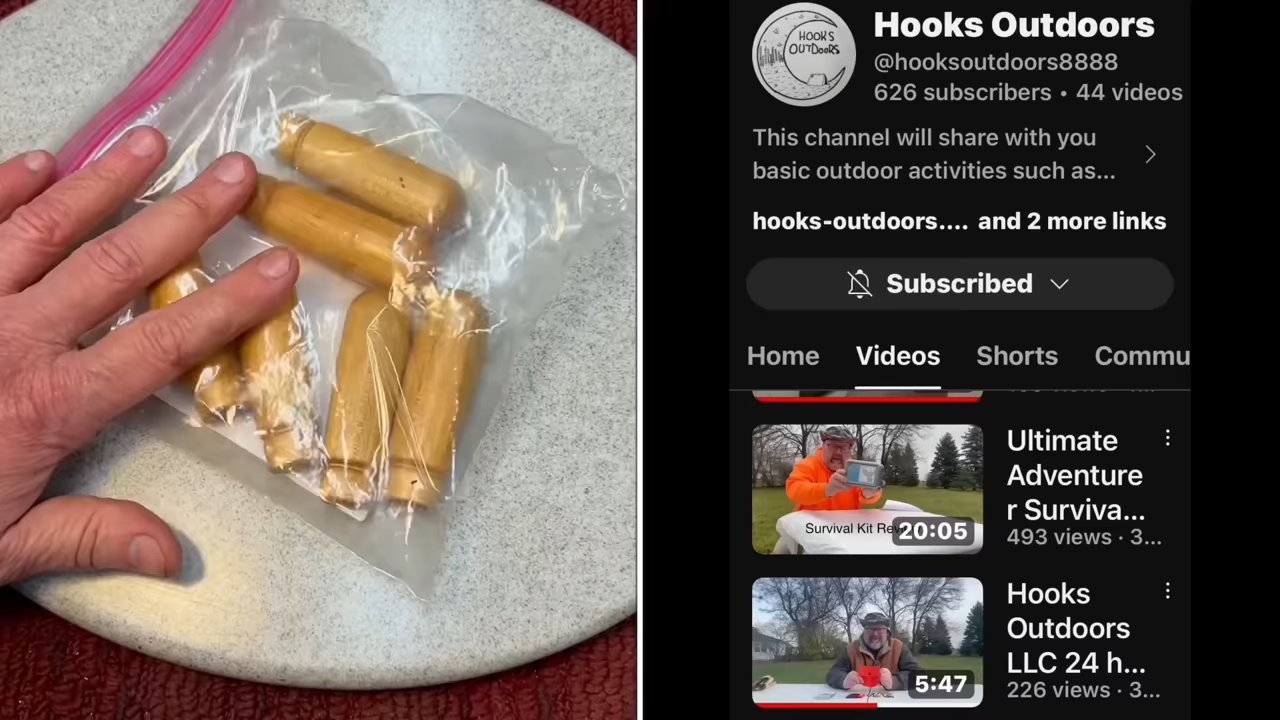 HOOKS
OUTDOORS
Hooks Outdoors
@hooksoutdoors8888
626 subscribers • 44 videos
This channel will share with you
basic outdoor activities such as...
hooks-outdoors.... and 2 more links
Subscribed
Home Videos Shorts Commu
Ultimate
Adventure
r Surviva...
493 views · 3...
Survival Kit Rev
20:05
Hooks
Outdoors
LLC 24 h...
226 views · 3...
5:47